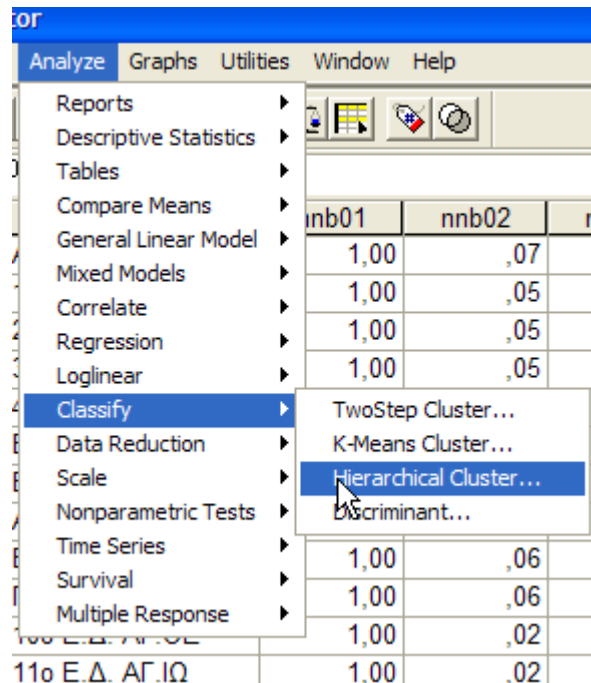 tor
Analyze Graphs Utilities Window Help
Reports
Descriptive Statistics
Tables
Compare Means
nnb01 nnb02
General Linear Model
1,00 ,07
Mixed Models
1,00 ,05
Correlate
1,00 ,05
Regression
Loglinear
1,00 ,05
Classify
TwoStep Cluster...
Data Reduction
K-Means Cluster...
Scale
Hierarchical Cluster...
Nonparametric Tests
Discriminant...
Time Series
1,00 ,06
Survival
1,00 ,06
Multiple Response
1,00 ,02
11ο Ε.Δ. ΑΓ.ΙΩ 1,00 ,02